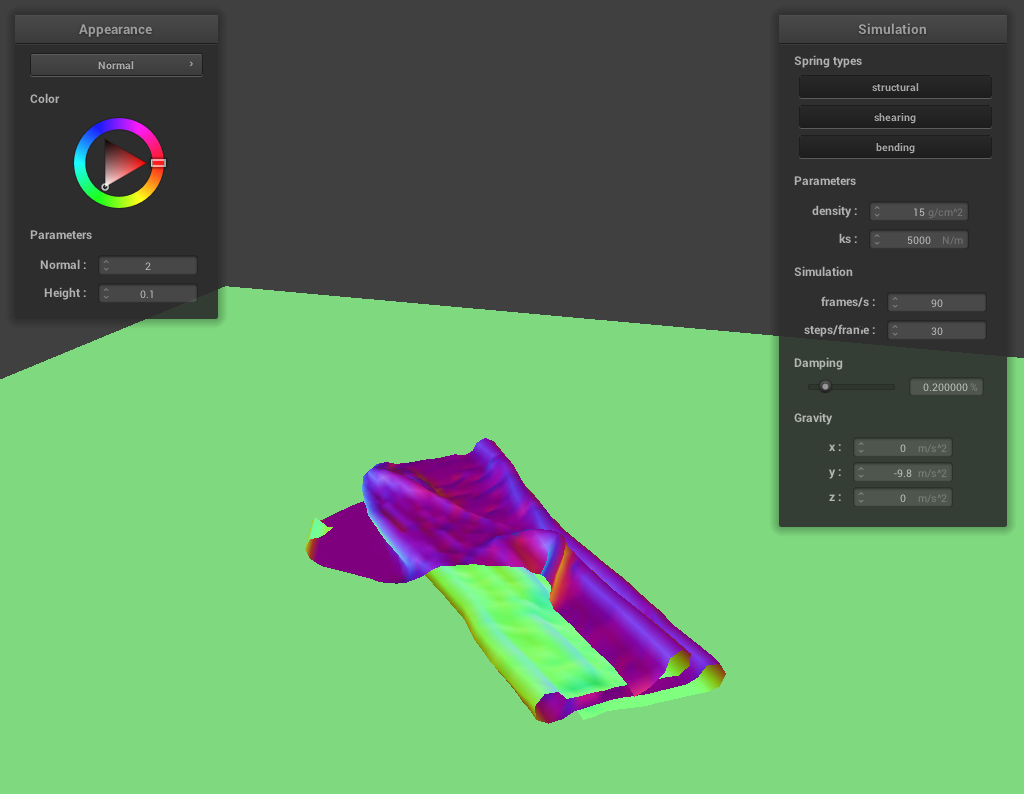 Appearance
Normal ›
Color
Parameters
Normal : 2
Height : 0.1
Simulation
Spring types
structural
shearing
bending
Parameters
density : 15 g/cm^2
ks : 5000 N/m
Simulation
frames/s : 90
steps/frame : 30
Damping
0.200000 %
Gravity
x : 0 m/s^2
y : -9.8 m/s^2
z : 0 m/s^2